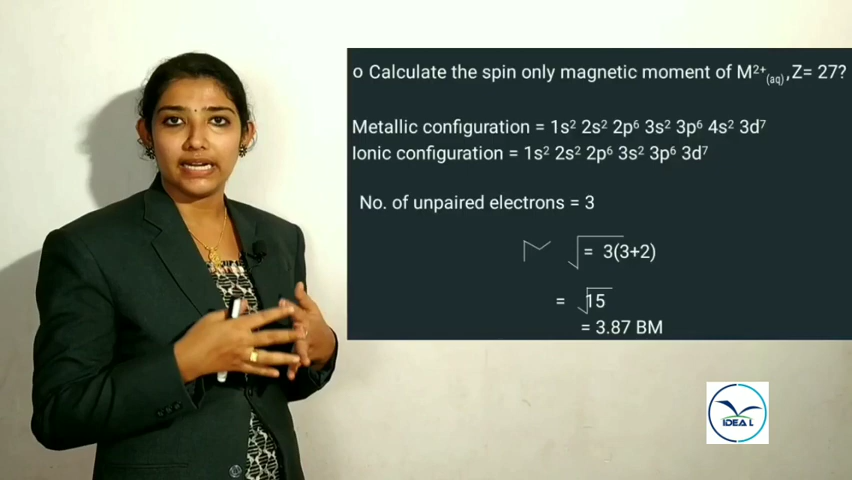 o Calculate the spin only magnetic moment of M²⁺₍aq₎,Z= 27?
Metallic configuration = 1s² 2s² 2p⁶ 3s² 3p⁶ 4s² 3d⁷
Ionic configuration = 1s² 2s² 2p⁶ 3s² 3p⁶ 3d⁷
No. of unpaired electrons = 3
√= 3(3+2)
= √15
= 3.87 BM
IDEAL